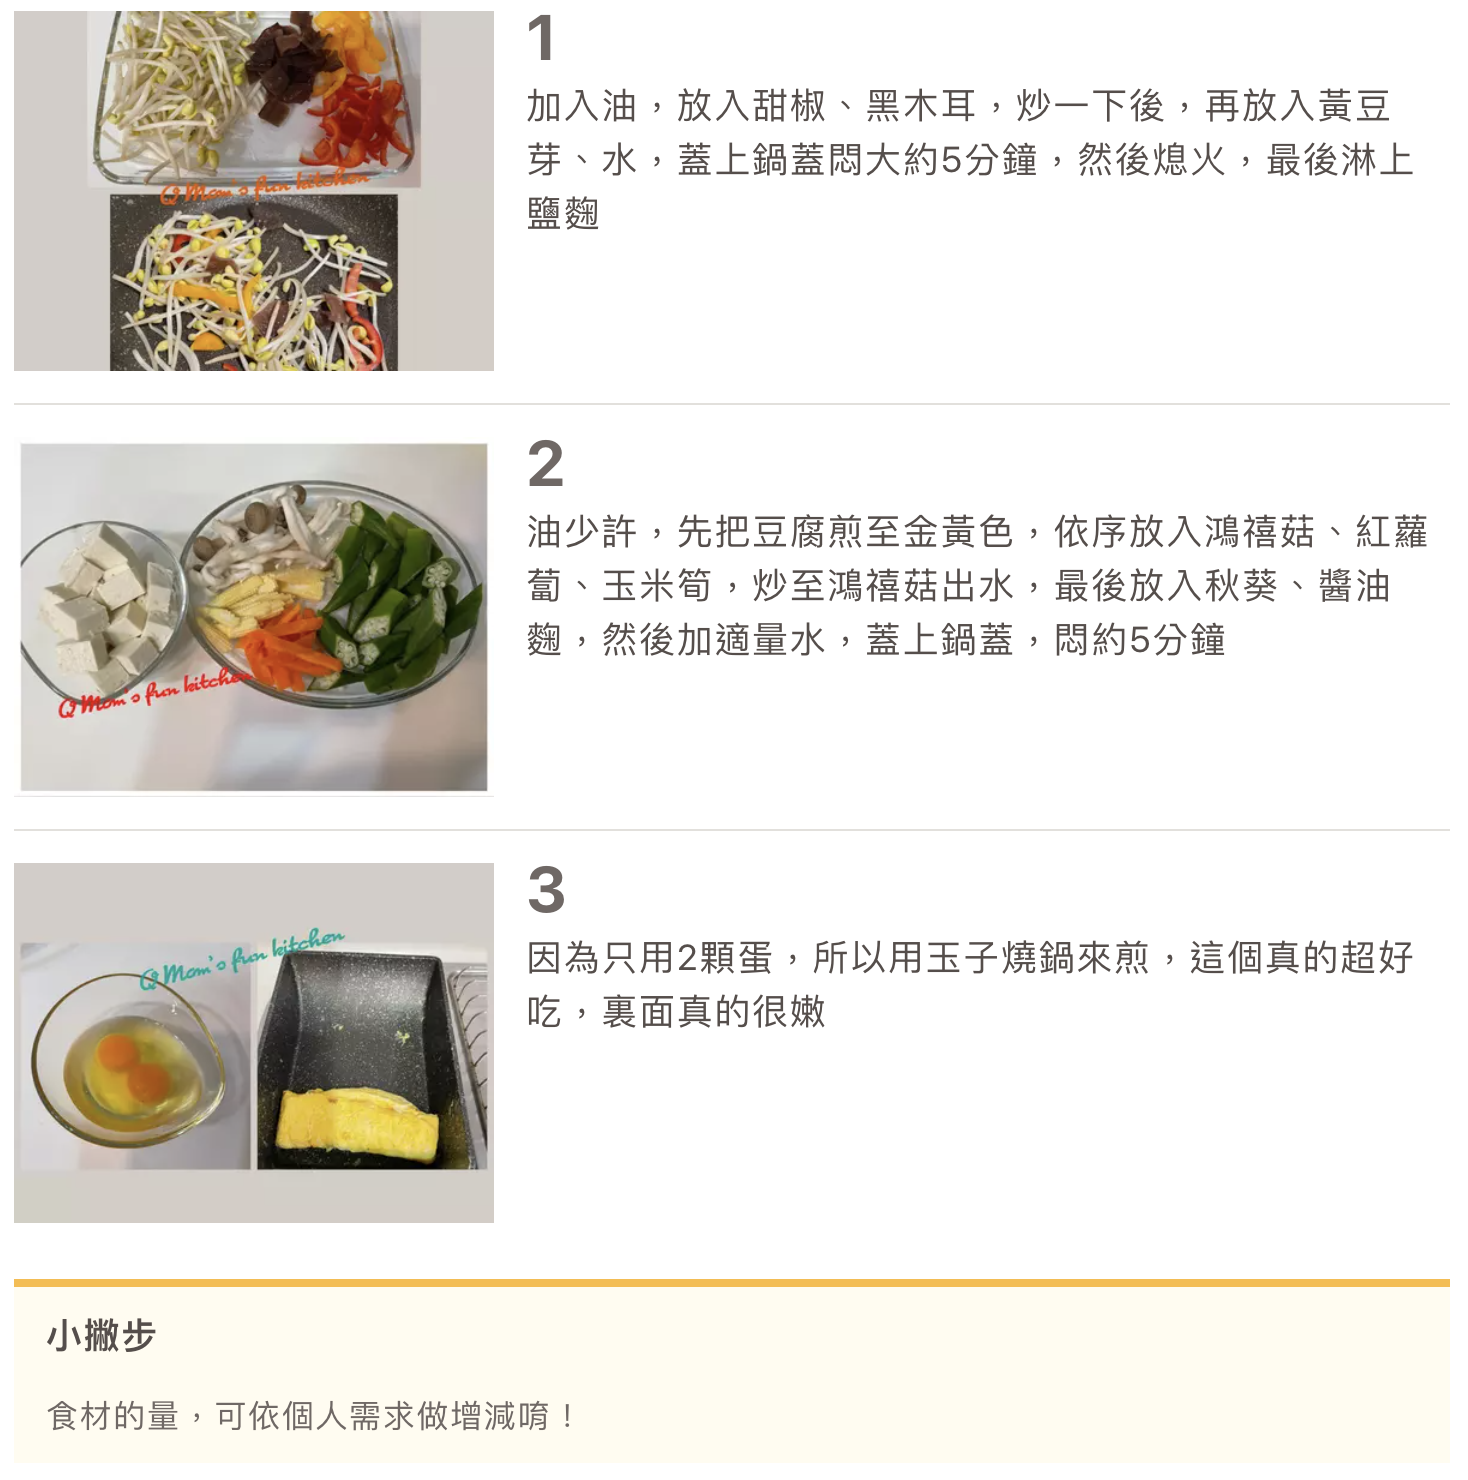 1
加入油，放入甜椒、黑木耳，炒一下後，再放入黃豆
芽、水，蓋上鍋蓋悶大約5分鐘，然後熄火，最後淋上
鹽麴
Q Mom's fun kitchen
2
油少許，先把豆腐煎至金黃色，依序放入鴻禧菇、紅蘿
蔔、玉米筍，炒至鴻禧菇出水，最後放入秋葵、醬油
麴，然後加適量水，蓋上鍋蓋，悶約5分鐘
Q Mom's fun kitchen
3
因為只用2顆蛋，所以用玉子燒鍋來煎，這個真的超好
吃，裏面真的很嫩
Q Mom's fun kitchen
小撇步
食材的量，可依個人需求做增減唷！